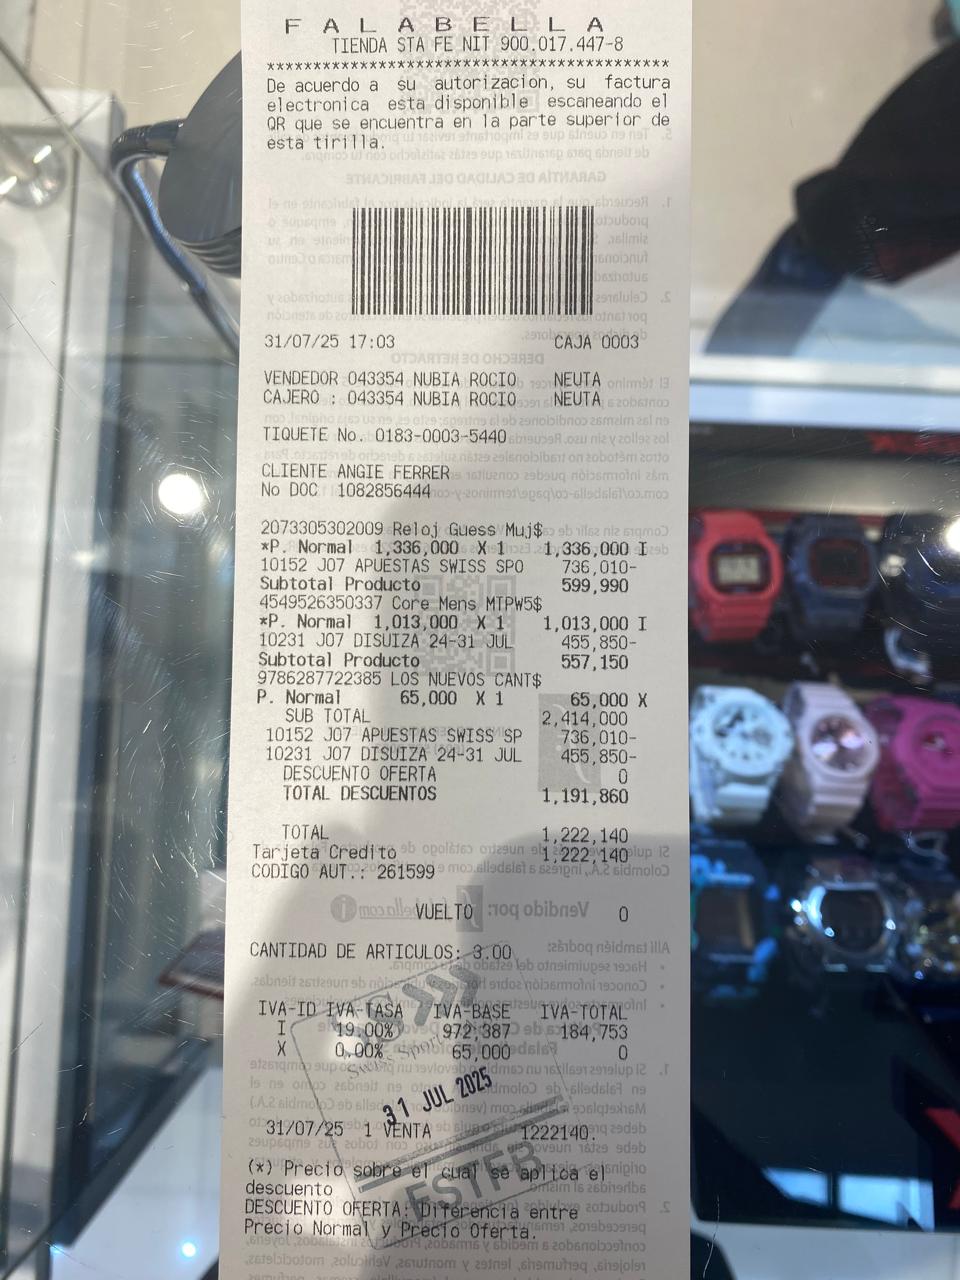 F A L A B E L L A
TIENDA STA FE NIT 900.017.447-8
******************************************
De acuerdo a su autorizacion, su factura
electronica esta disponible escaneando el
QR que se encuentra en la parte superior de
esta tirilla.
31/07/25 17:03 CAJA 0003
VENDEDOR 043354 NUBIA ROCIO NEUTA
CAJERO : 043354 NUBIA ROCIO NEUTA
TIQUETE No. 0183-0003-5440
CLIENTE ANGIE FERRER
No DOC 1082856444
2073305302009 Reloj Guess Muj$
*P. Normal 1,336,000 X 1 1,336,000 I
10152 J07 APUESTAS SWISS SPO 736,010-
Subtotal Producto 599,990
4549526350337 Core Mens MTPW5$
*P. Normal 1,013,000 X 1 1,013,000 I
10231 J07 DISUIZA 24-31 JUL 455,850-
Subtotal Producto 557,150
9786287722385 LOS NUEVOS CANT$
P. Normal 65,000 X 1 65,000 X
SUB TOTAL 2,414,000
10152 J07 APUESTAS SWISS SP 736,010-
10231 J07 DISUIZA 24-31 JUL 455,850-
DESCUENTO OFERTA 0
TOTAL DESCUENTOS 1,191,860
TOTAL 1,222,140
Tarjeta Credito 1,222,140
CODIGO AUT.: 261599
VUELTO 0
CANTIDAD DE ARTICULOS: 3.00
IVA-ID IVA-TASA IVA-BASE IVA-TOTAL
I 19.00% 972,387 184,753
X 0.00% 65,000 0
31 JUL 2025
31/07/25 1 VENTA 1222140.
(*) Precio sobre el cual se aplica el
descuento
DESCUENTO OFERTA: Diferencia entre
Precio Normal y Precio Oferta.